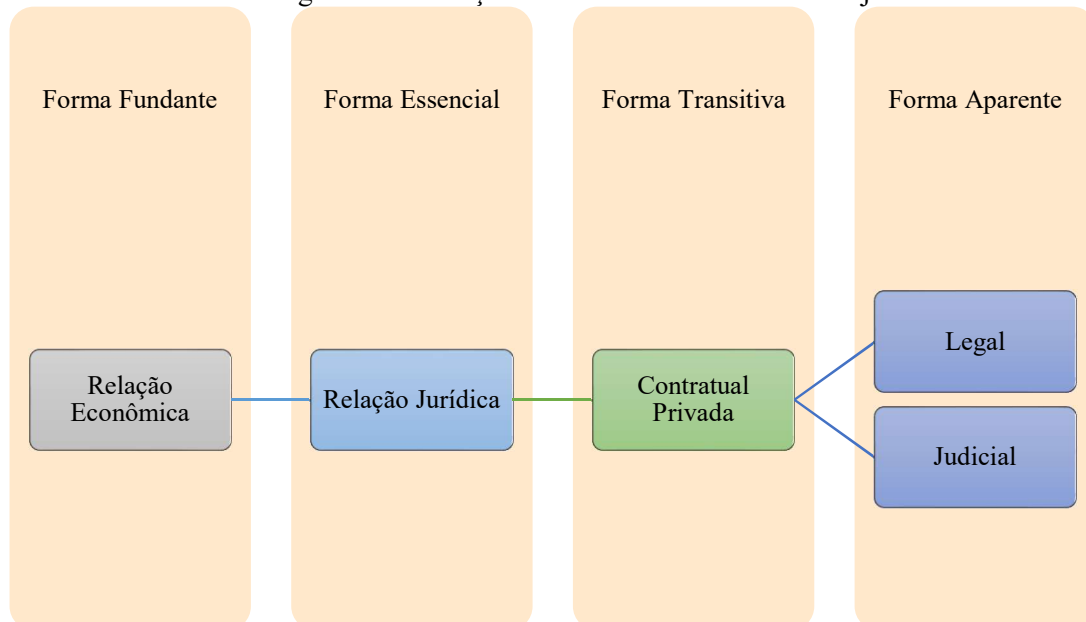 Forma Fundante
Forma Essencial
Forma Transitiva
Forma Aparente
Relação
Econômica
Relação Jurídica
Contratual
Privada
Legal
Judicial